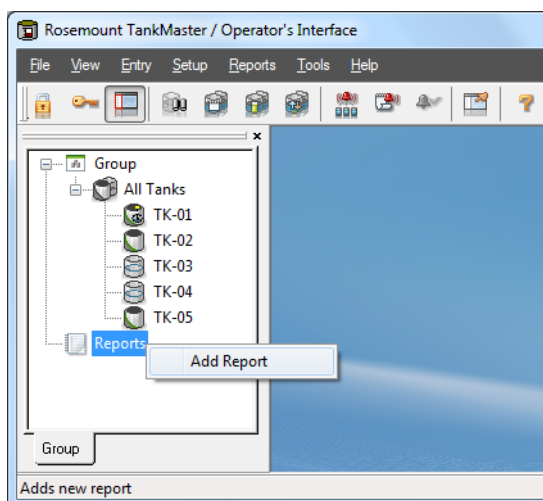 Rosemount TankMaster / Operator's Interface
File View Entry Setup Reports Tools Help
x
Group
All Tanks
TK-01
TK-02
TK-03
TK-04
TK-05
Reports
Add Report
Group
Adds new report